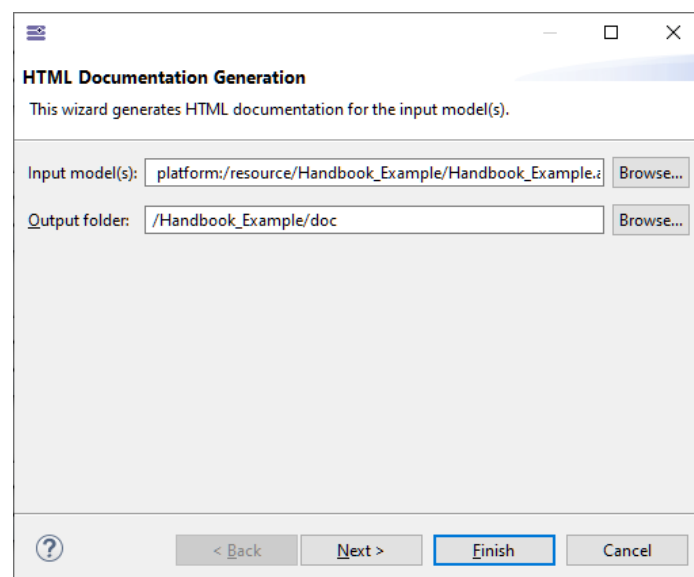 HTML Documentation Generation
This wizard generates HTML documentation for the input model(s).
Input model(s): platform:/resource/Handbook_Example/Handbook_Example.a Browse...
Output folder: /Handbook_Example/doc Browse...
? < Back Next > Finish Cancel